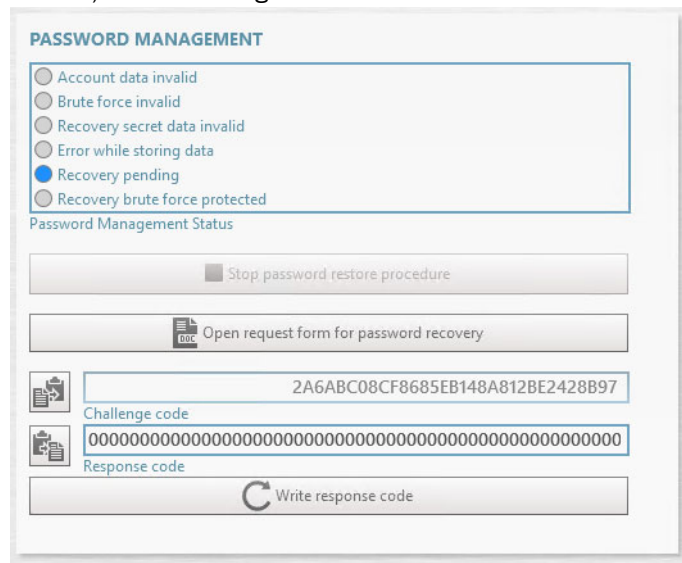 PASSWORD MANAGEMENT
Account data invalid
Brute force invalid
Recovery secret data invalid
Error while storing data
Recovery pending
Recovery brute force protected
Password Management Status
Stop password restore procedure
DOC Open request form for password recovery
2A6ABC08CF8685EB148A812BE2428B97
Challenge code
00000000000000000000000000000000000000000000000000000
Response code
Write response code